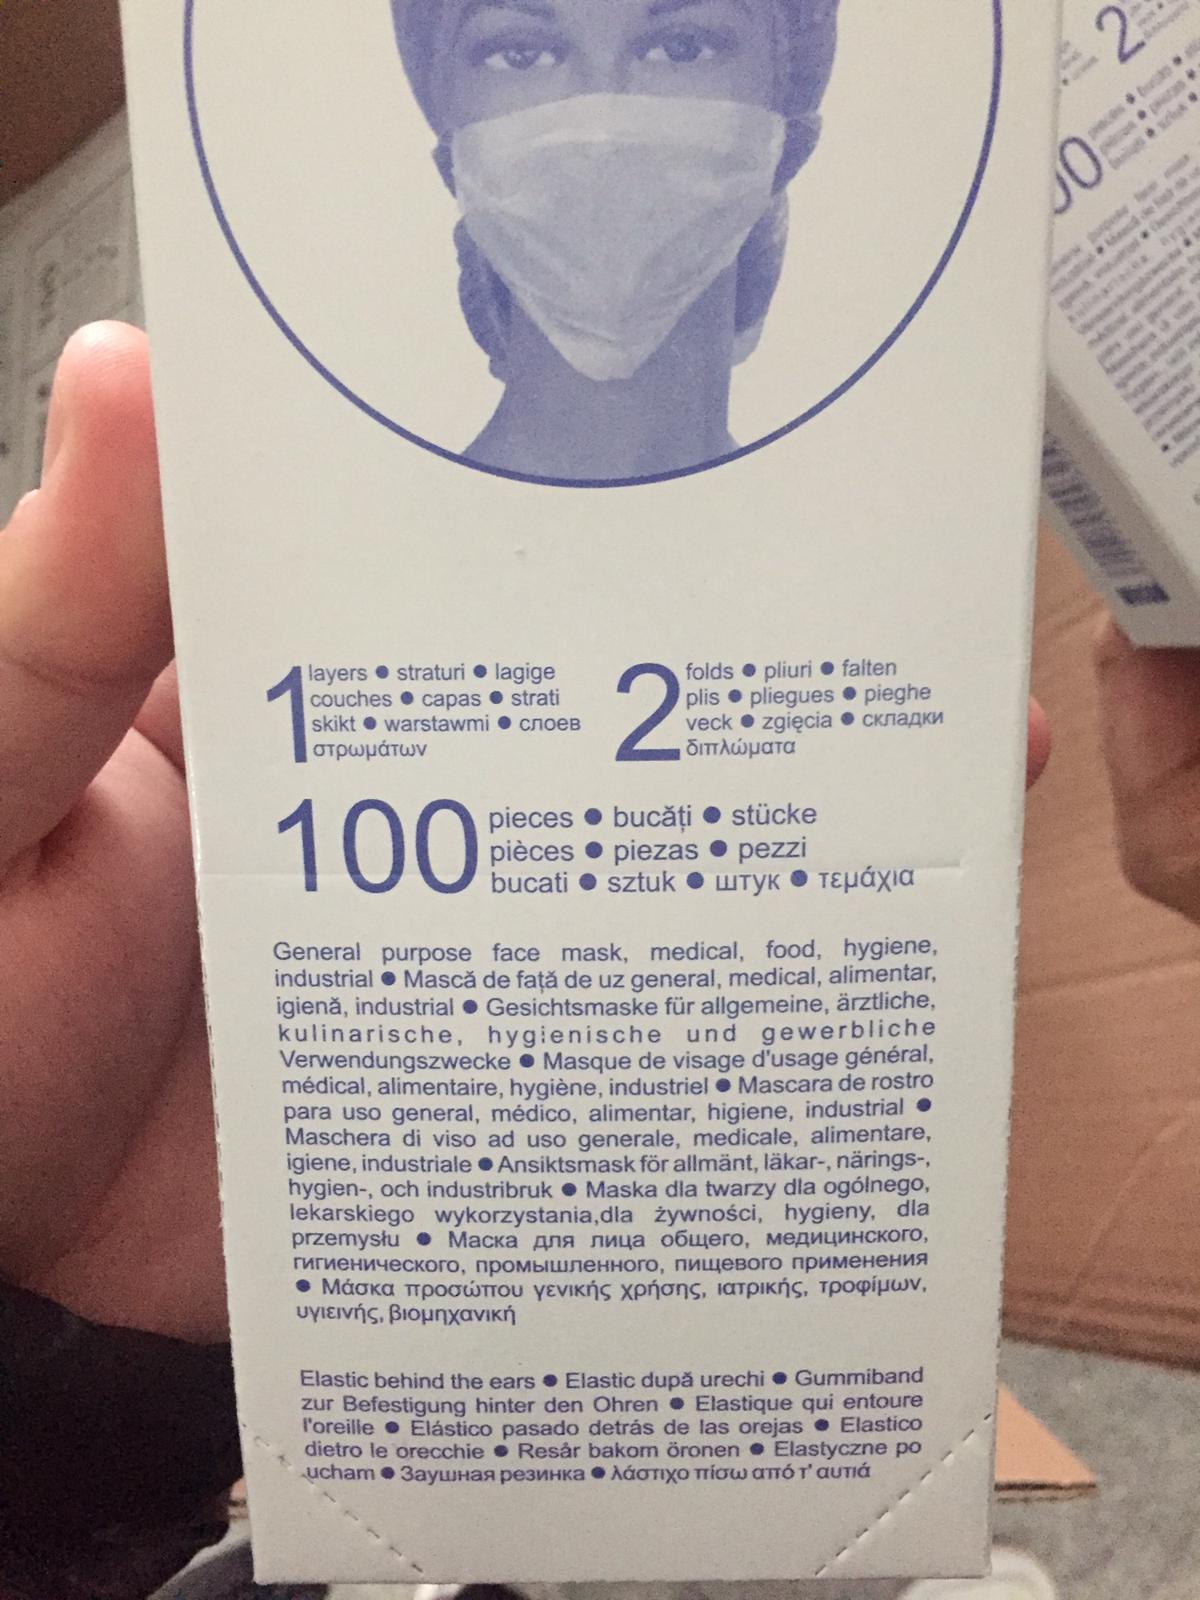 1 layers ● straturi ● lagige
couches ● capas ● strati
skikt ● warstawmi ● слоев
στρωμάτων
2 folds ● pliuri ● falten
plis ● pliegues ● pieghe
veck ● zgięcia ● складки
διπλώματα
100 pieces ● bucăți ● stücke
pièces ● piezas ● pezzi
bucati ● sztuk ● штук ● τεμάχια
General purpose face mask, medical, food, hygiene,
industrial ● Mască de față de uz general, medical, alimentar,
igienă, industrial ● Gesichtsmaske für allgemeine, ärztliche,
kulinarische, hygienische und gewerbliche
Verwendungszwecke ● Masque de visage d'usage général,
médical, alimentaire, hygiène, industriel ● Mascara de rostro
para uso general, médico, alimentar, higiene, industrial ●
Maschera di viso ad uso generale, medicale, alimentare,
igiene, industriale ● Ansiktsmask för allmänt, läkar-, närings-,
hygien-, och industribruk ● Maska dla twarzy dla ogólnego,
lekarskiego wykorzystania,dla żywności, hygieny, dla
przemysłu ● Маска для лица общего, медицинского,
гигиенического, промышленного, пищевого применения
● Μάσκα προσώπου γενικής χρήσης, ιατρικής, τροφίμων,
υγιεινής, βιομηχανική
Elastic behind the ears ● Elastic după urechi ● Gummiband
zur Befestigung hinter den Ohren ● Elastique qui entoure
l'oreille ● Elástico pasado detrás de las orejas ● Elastico
dietro le orecchie ● Resår bakom öronen ● Elastyczne po
ucham ● Заушная резинка ● λάστιχο πίσω από τ' αυτιά
2